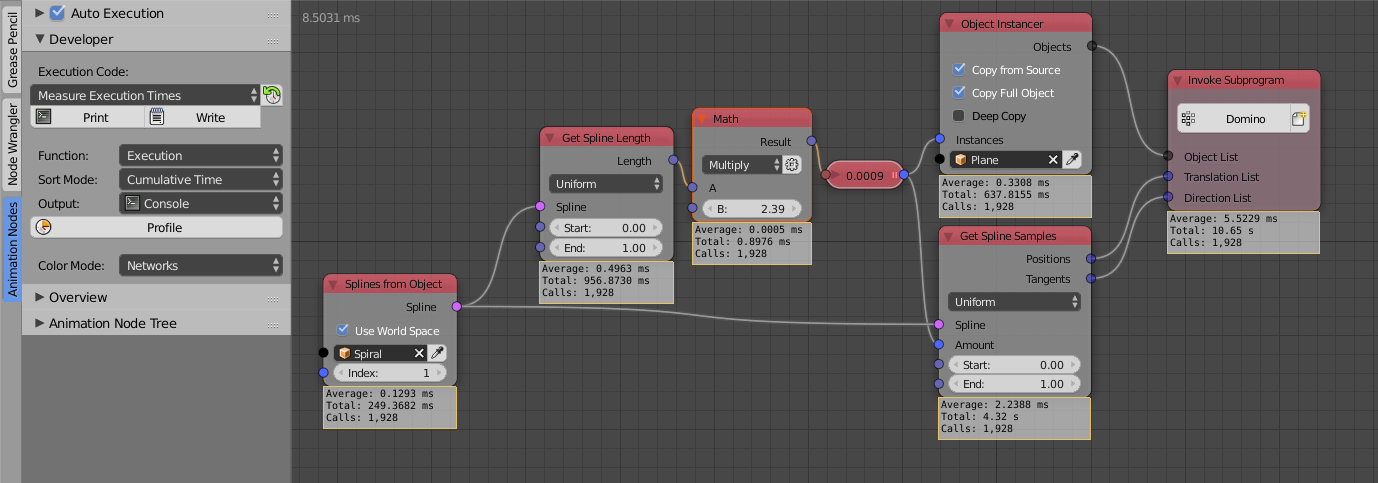 Grease Pencil
Node Wrangler
Animation Nodes
Auto Execution
Developer
Execution Code:
Measure Execution Times
Print
Write
Function:
Execution
Sort Mode:
Cumulative Time
Output:
Console
Profile
Color Mode:
Networks
Overview
Animation Node Tree
8.5031 ms
Splines from Object
Spline
Use World Space
Spiral
Index: 1
Average: 0.1293 ms
Total: 249.3682 ms
Calls: 1,928
Get Spline Length
Length
Uniform
Spline
Start: 0.00
End: 1.00
Average: 0.4963 ms
Total: 956.8730 ms
Calls: 1,928
Math
Result
Multiply
A
B: 2.39
Average: 0.0005 ms
Total: 0.8976 ms
Calls: 1,928
0.0009
Object Instancer
Objects
Copy from Source
Copy Full Object
Deep Copy
Instances
Plane
Average: 0.3308 ms
Total: 637.8155 ms
Calls: 1,928
Get Spline Samples
Positions
Tangents
Uniform
Spline
Amount
Start: 0.00
End: 1.00
Average: 2.2388 ms
Total: 4.32 s
Calls: 1,928
Invoke Subprogram
Domino
Object List
Translation List
Direction List
Average: 5.5229 ms
Total: 10.65 s
Calls: 1,928